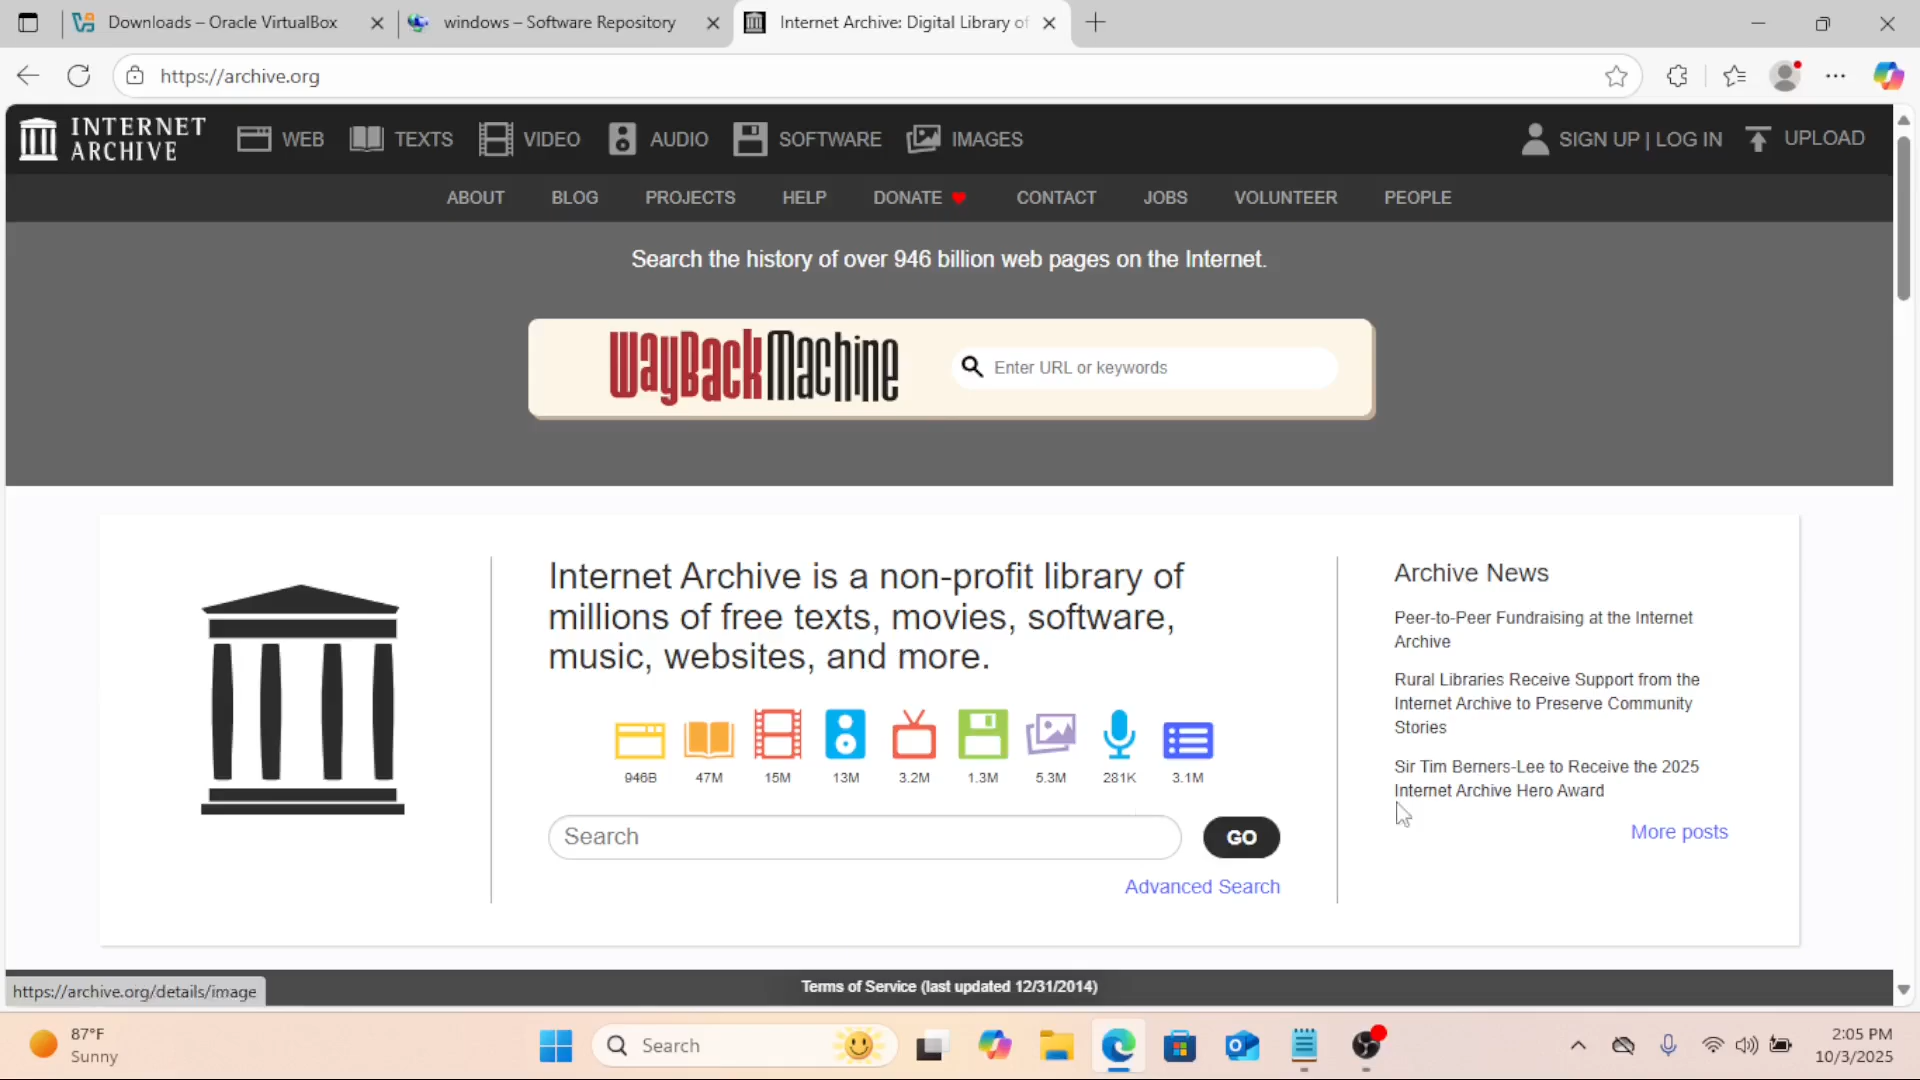 Downloads – Oracle VirtualBox
windows – Software Repository
Internet Archive: Digital Library of
https://archive.org
INTERNET ARCHIVE
WEB
TEXTS
VIDEO
AUDIO
SOFTWARE
IMAGES
SIGN UP | LOG IN
UPLOAD
ABOUT
BLOG
PROJECTS
HELP
DONATE
CONTACT
JOBS
VOLUNTEER
PEOPLE
Search the history of over 946 billion web pages on the Internet.
WayBackMachine
Enter URL or keywords
Internet Archive is a non-profit library of
millions of free texts, movies, software,
music, websites, and more.
946B
47M
15M
13M
3.2M
1.3M
5.3M
281K
3.1M
Search
GO
Advanced Search
Archive News
Peer-to-Peer Fundraising at the Internet
Archive
Rural Libraries Receive Support from the
Internet Archive to Preserve Community
Stories
Sir Tim Berners-Lee to Receive the 2025
Internet Archive Hero Award
More posts
https://archive.org/details/image
Terms of Service (last updated 12/31/2014)
87°F
Sunny
Search
2:05 PM
10/3/2025